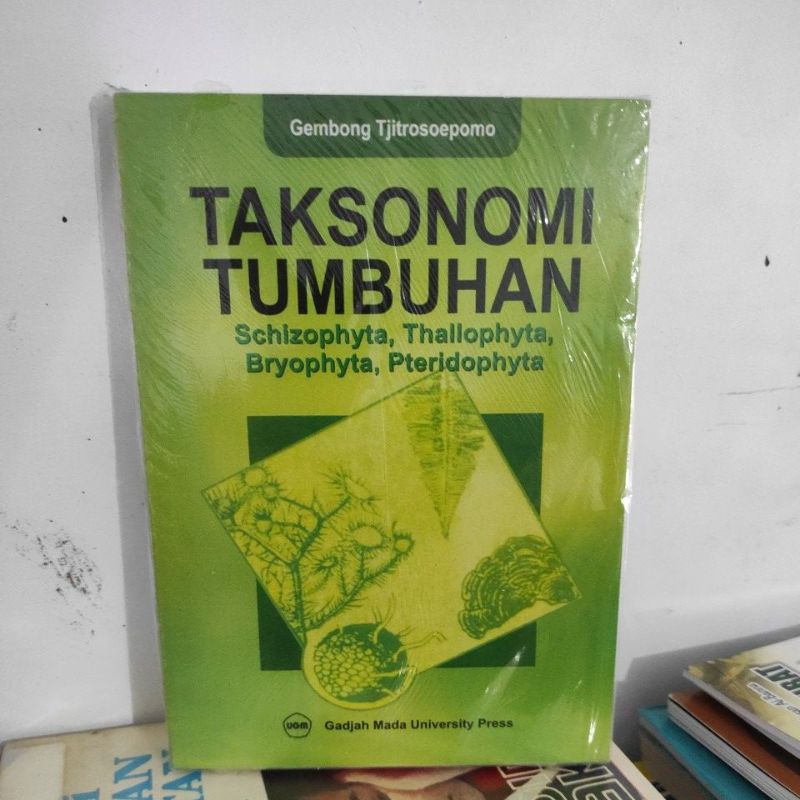 Gembong Tjitrosoepomo
TAKSONOMI
TUMBUHAN
Schizophyta, Thallophyta,
Bryophyta, Pteridophyta
UGM
Gadjah Mada University Press